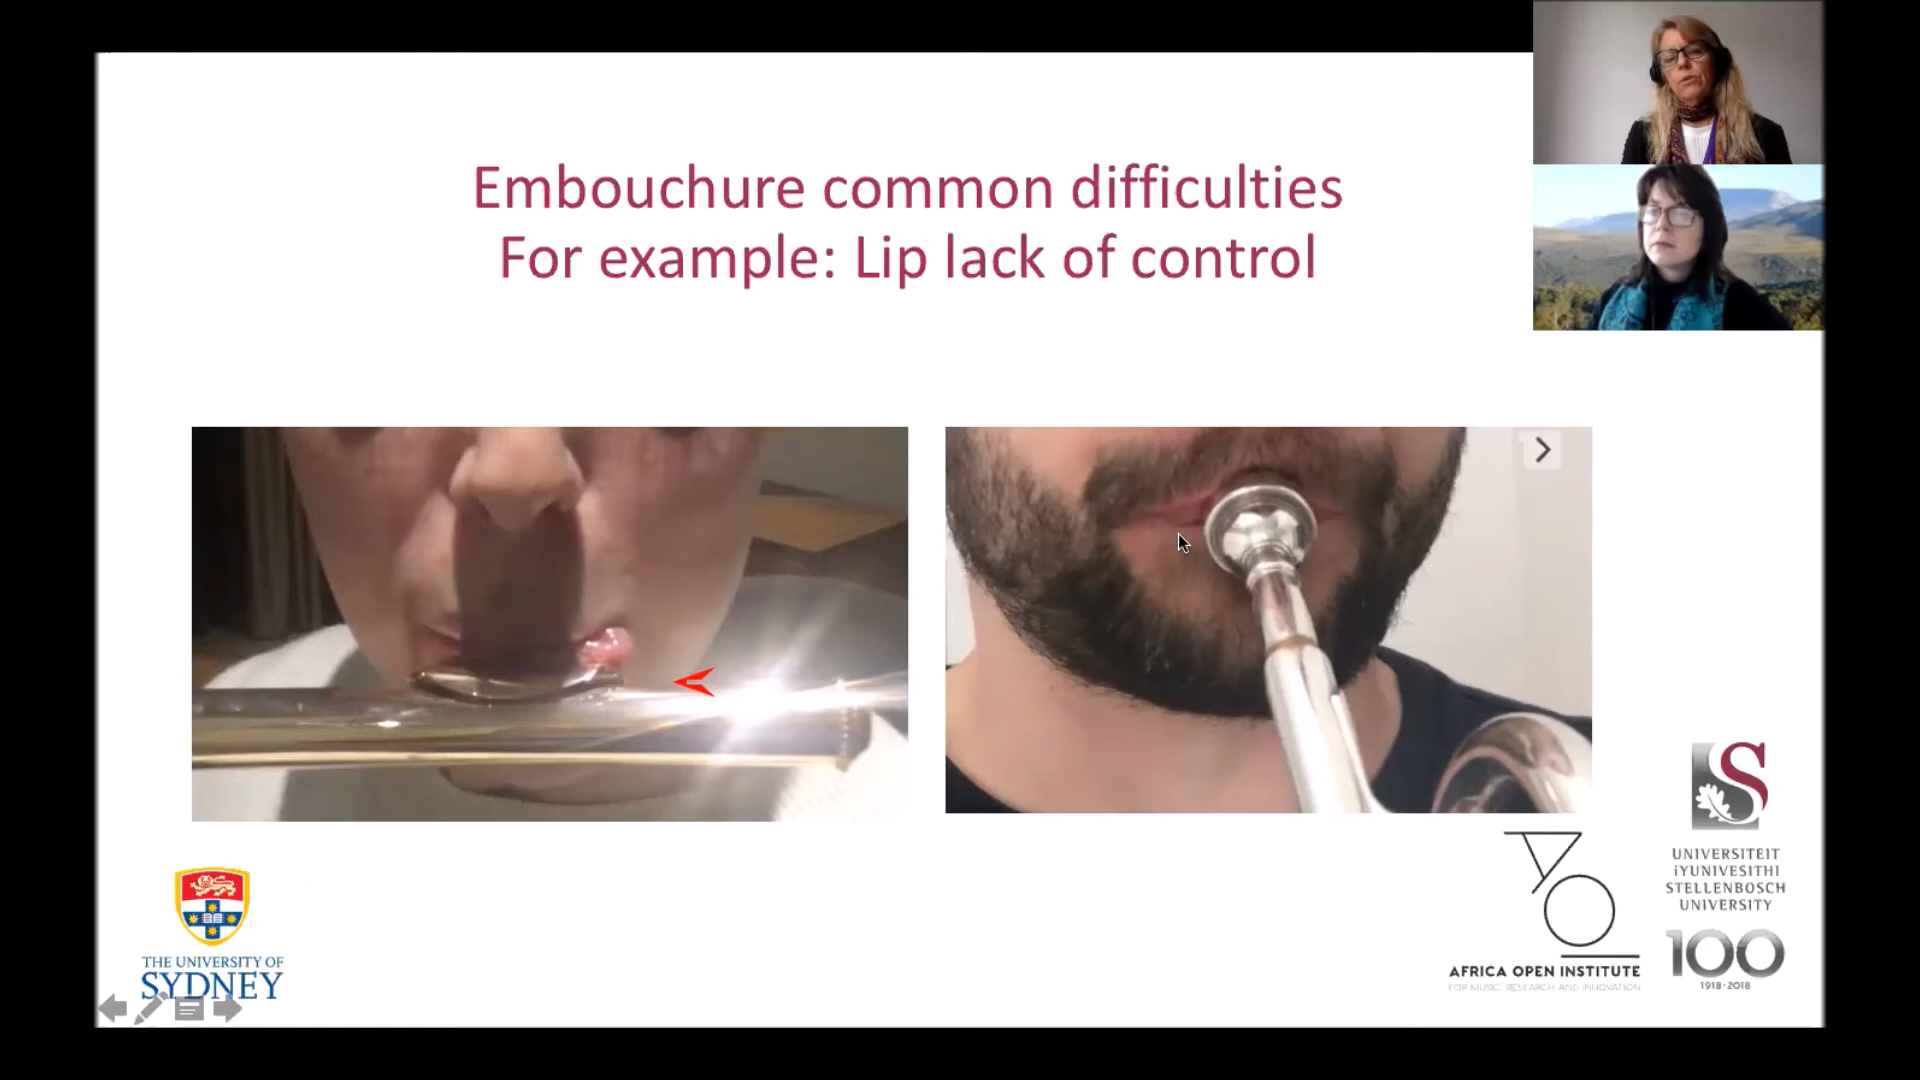 Embouchure common difficulties
For example: Lip lack of control
THE UNIVERSITY OF
SYDNEY
AFRICA OPEN INSTITUTE
FOR MUSIC, RESEARCH AND INNOVATION
UNIVERSITEIT
iYUNIVESITHI
STELLENBOSCH
UNIVERSITY
100
1918·2018